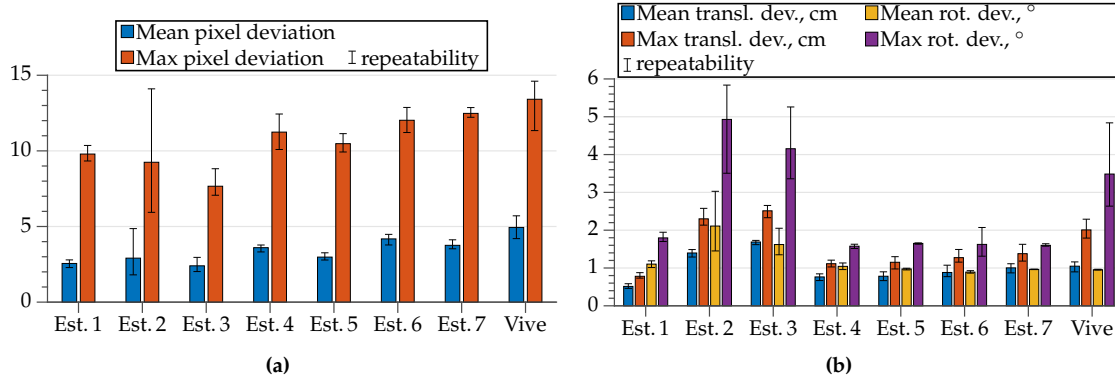 Mean pixel deviation
Max pixel deviation
repeatability
15
10
5
0
Est. 1 Est. 2 Est. 3 Est. 4 Est. 5 Est. 6 Est. 7 Vive
(a)
Mean transl. dev., cm Mean rot. dev., °
Max transl. dev., cm Max rot. dev., °
repeatability
6
5
4
3
2
1
0
Est. 1 Est. 2 Est. 3 Est. 4 Est. 5 Est. 6 Est. 7 Vive
(b)